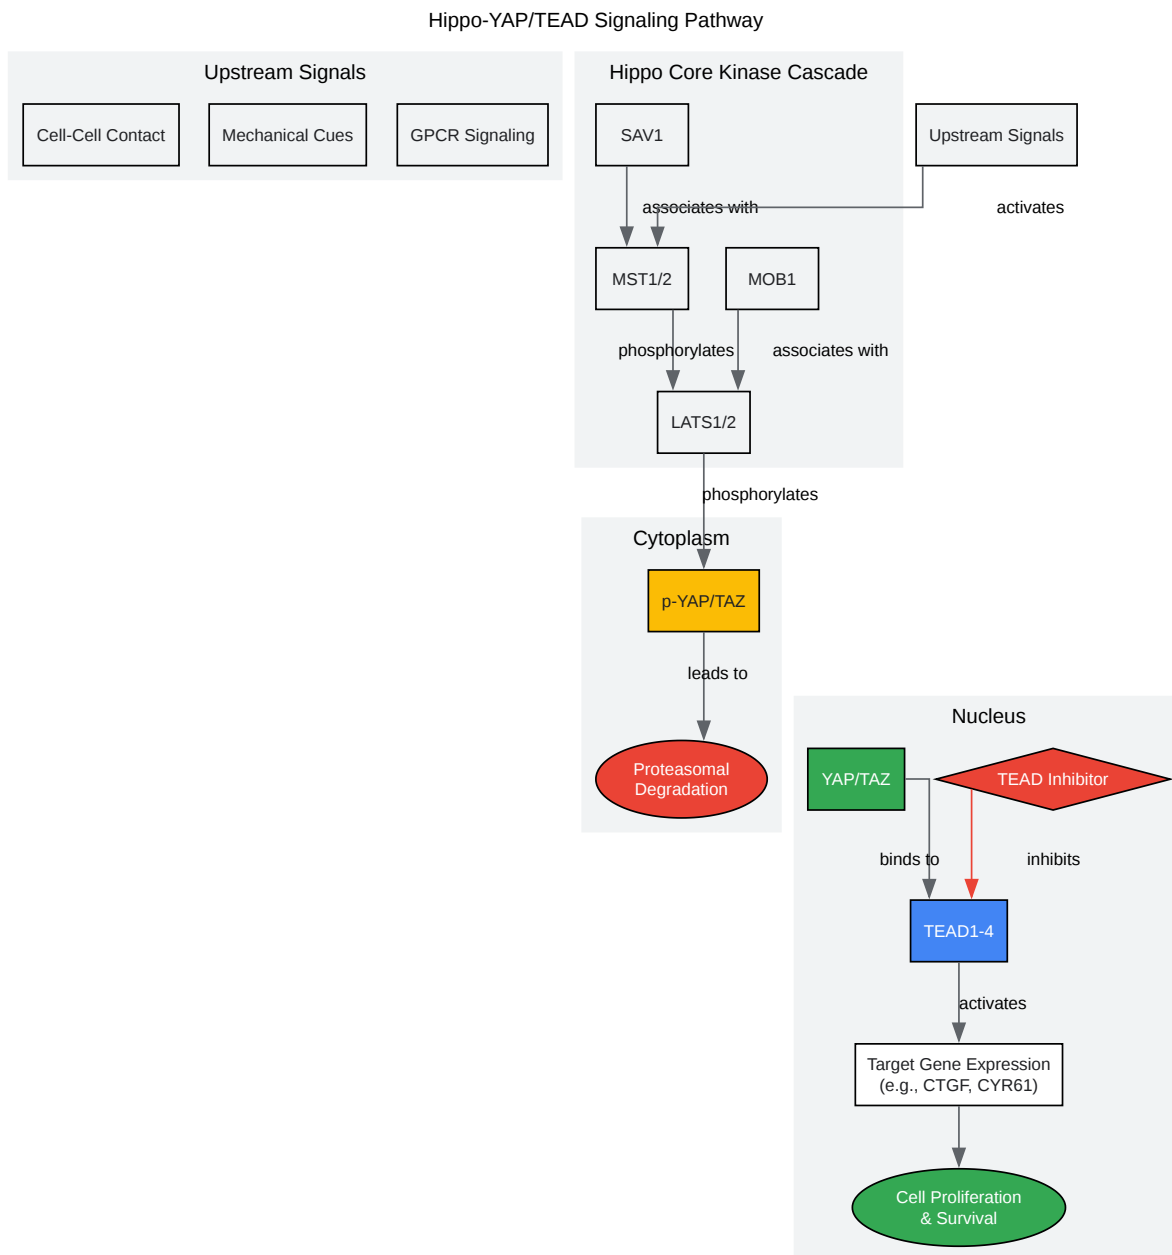 Hippo-YAP/TEAD Signaling Pathway
Upstream Signals
Cell-Cell Contact
Mechanical Cues
GPCR Signaling
Hippo Core Kinase Cascade
SAV1
Upstream Signals
associates with
activates
MST1/2
MOB1
phosphorylates
associates with
LATS1/2
phosphorylates
Cytoplasm
p-YAP/TAZ
leads to
Proteasomal
Degradation
Nucleus
YAP/TAZ
TEAD Inhibitor
binds to
inhibits
TEAD1-4
activates
Target Gene Expression
(e.g., CTGF, CYR61)
Cell Proliferation
& Survival